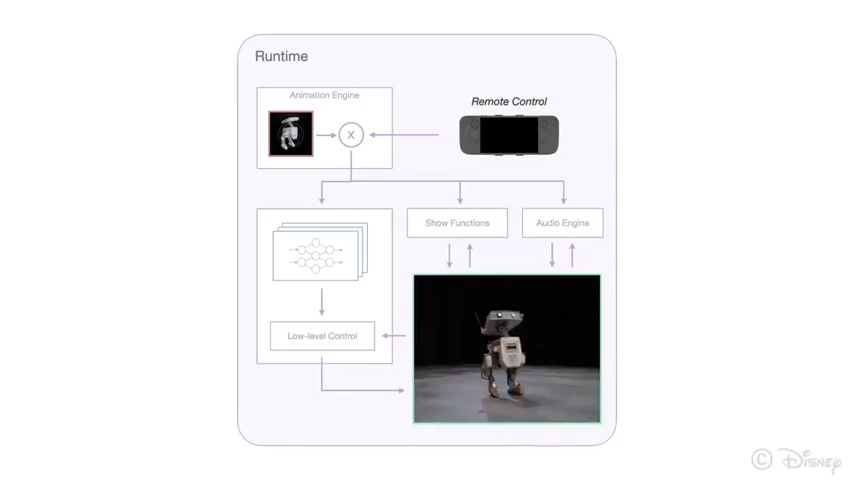 Runtime
Animation Engine
Remote Control
X
Show Functions
Audio Engine
Low-level Control
© Disney